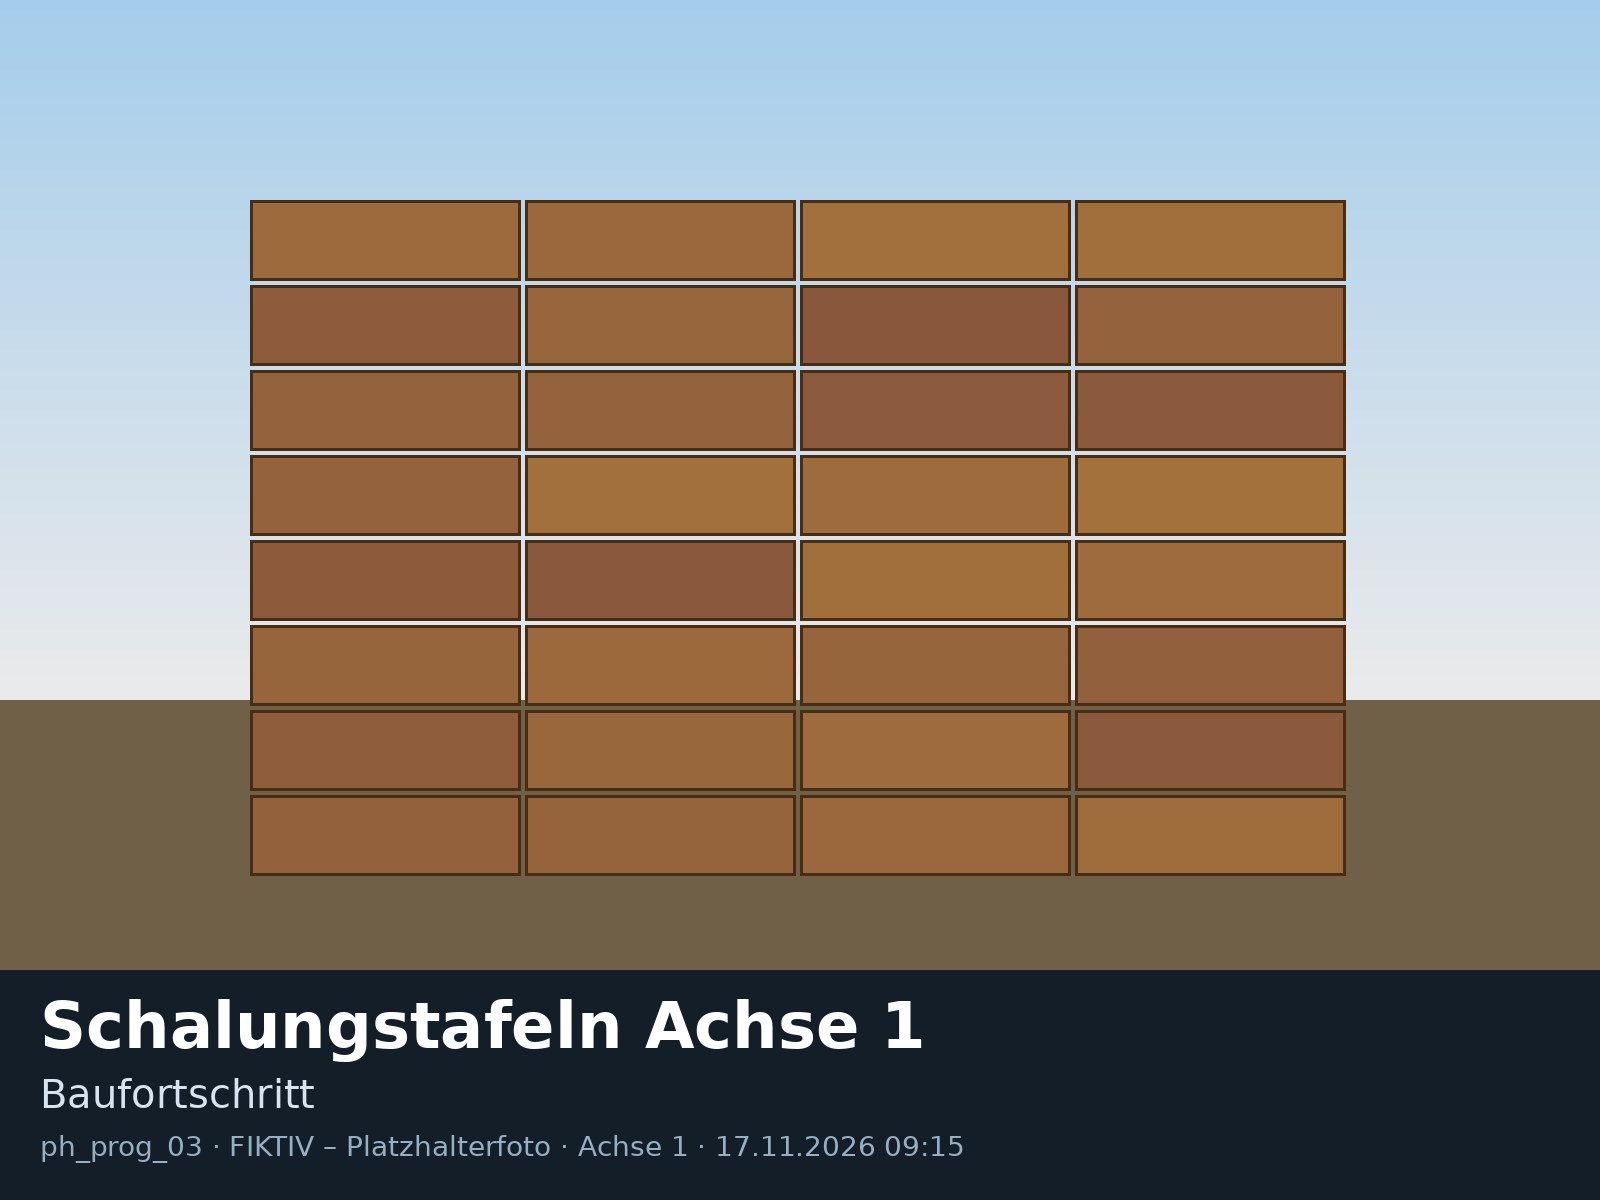 Schalungstafeln Achse 1
Baufortschritt
ph_prog_03 · FIKTIV – Platzhalterfoto · Achse 1 · 17.11.2026 09:15